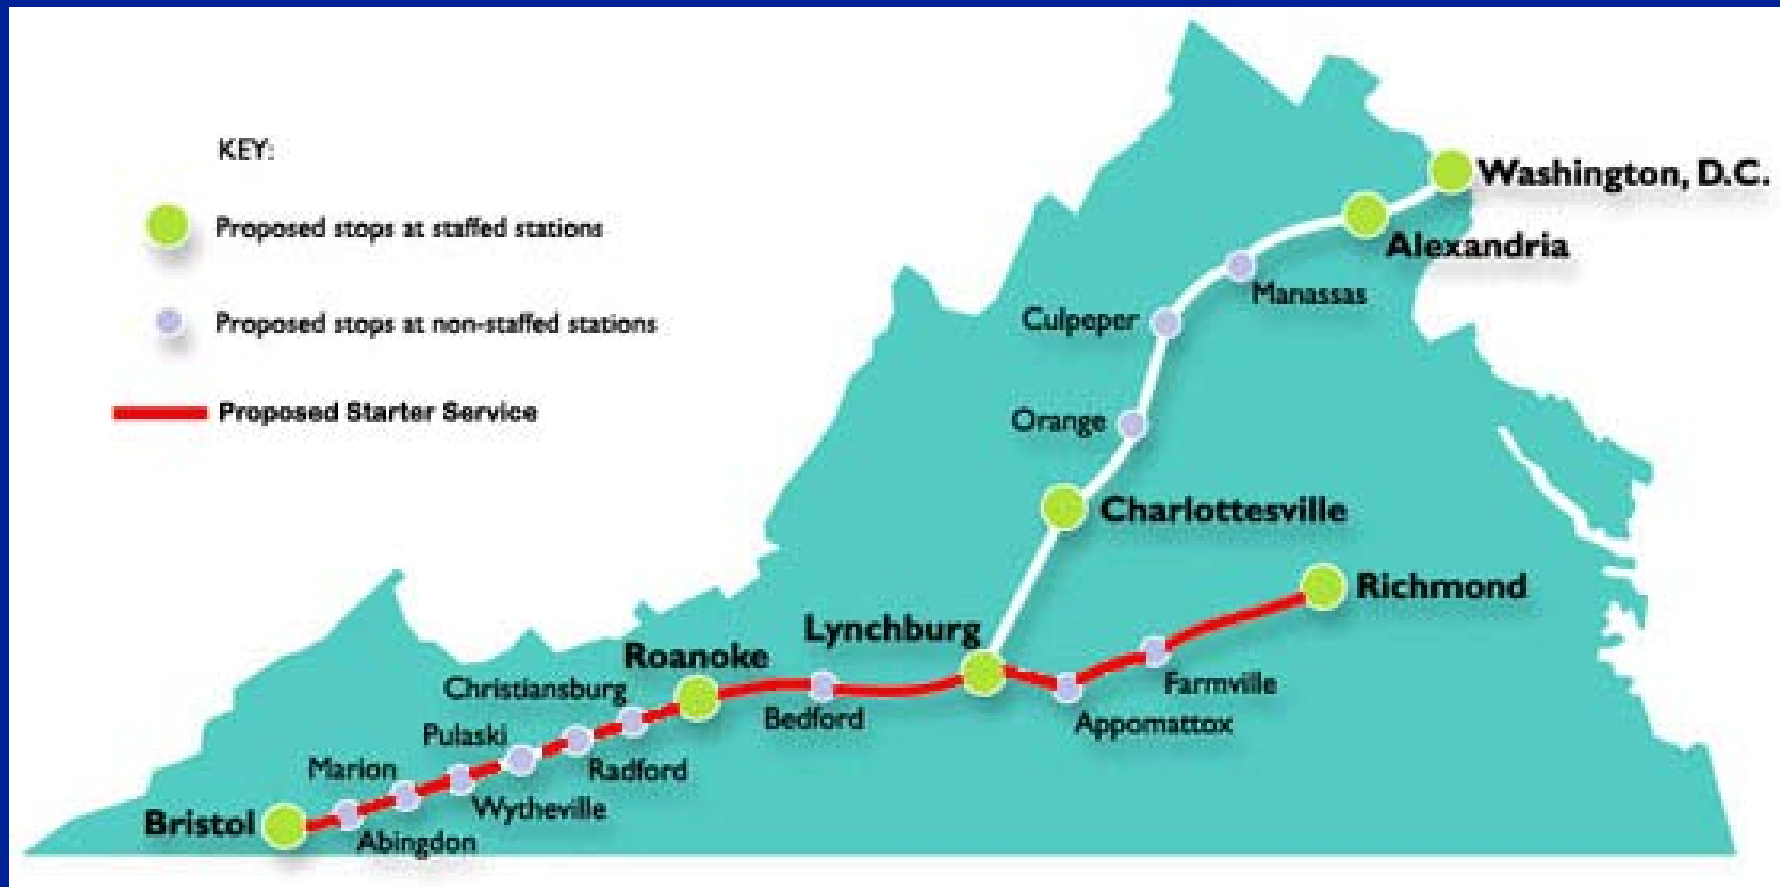 KEY:
Proposed stops at staffed stations
Proposed stops at non-staffed stations
Proposed Starter Service
Washington, D.C.
Alexandria
Manassas
Culpeper
Orange
Charlottesville
Richmond
Lynchburg
Roanoke
Christiansburg
Farmville
Bedford
Appomattox
Pulaski
Radford
Marion
Wytheville
Bristol
Abingdon